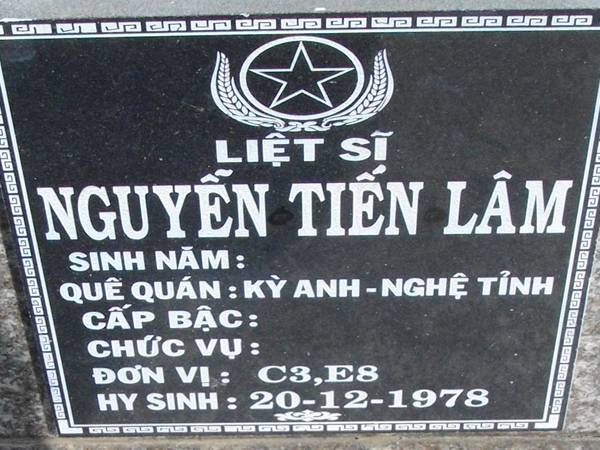 LIỆT SĨ
NGUYỄN TIẾN LÂM
SINH NĂM :
QUÊ QUÁN : KỲ ANH - NGHỆ TỈNH
CẤP BẬC :
CHỨC VỤ :
ĐƠN VỊ : C3,E8
HY SINH : 20-12-1978